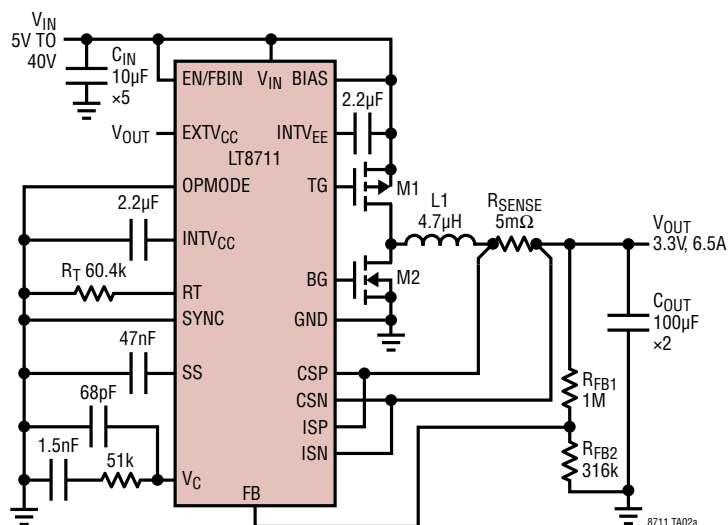 VIN
5V TO
40V
CIN
10µF
×5
EN/FBIN
VIN
BIAS
2.2µF
VOUT
EXTVCC
INTVEE
LT8711
OPMODE
TG
M1
L1
4.7µH
RSENSE
5mΩ
VOUT
3.3V, 6.5A
2.2µF
INTVCC
RT 60.4k
RT
BG
M2
SYNC
GND
COUT
100µF
×2
47nF
SS
CSP
CSN
RFB1
1M
68pF
ISP
1.5nF
51k
ISN
VC
RFB2
316k
FB
8711 TA02a